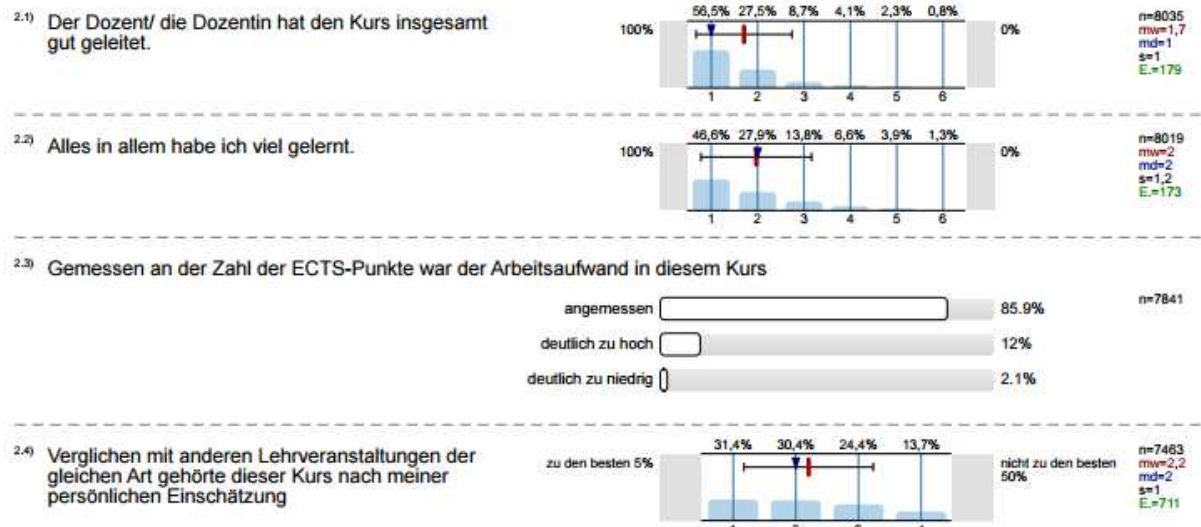 2.1) Der Dozent/ die Dozentin hat den Kurs insgesamt
gut geleitet.
100%
56,5% 27,5% 8,7% 4,1% 2,3% 0,8%
1 2 3 4 5 6
0%
n=8035
mw=1,7
md=1
s=1
E.=179
2.2) Alles in allem habe ich viel gelernt.
100%
46,6% 27,9% 13,8% 6,6% 3,9% 1,3%
1 2 3 4 5 6
0%
n=8019
mw=2
md=2
s=1,2
E.=173
2.3) Gemessen an der Zahl der ECTS-Punkte war der Arbeitsaufwand in diesem Kurs
n=7841
angemessen 85.9%
deutlich zu hoch 12%
deutlich zu niedrig 2.1%
2.4) Verglichen mit anderen Lehrveranstaltungen der
gleichen Art gehörte dieser Kurs nach meiner
persönlichen Einschätzung
zu den besten 5%
31,4% 30,4% 24,4% 13,7%
nicht zu den besten
50%
n=7463
mw=2,2
md=2
s=1
E.=711